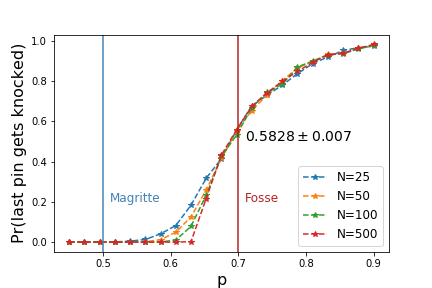 1.0
0.8
0.6
0.4
0.2
0.0
Pr(last pin gets knocked)
0.5828 ± 0.007
Magritte
Fosse
N=25
N=50
N=100
N=500
0.5 0.6 0.7 0.8 0.9
p